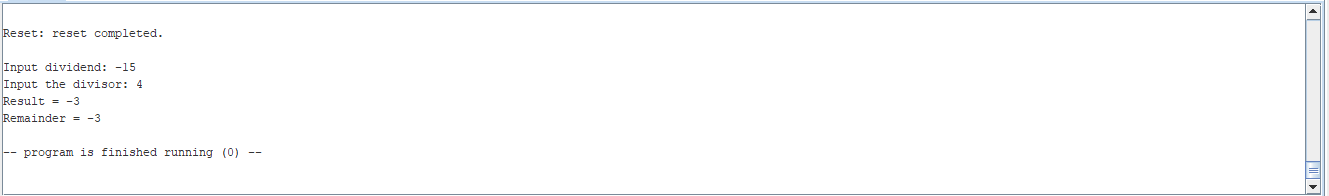 Reset: reset completed.
Input dividend: -15
Input the divisor: 4
Result = -3
Remainder = -3
-- program is finished running (0) --